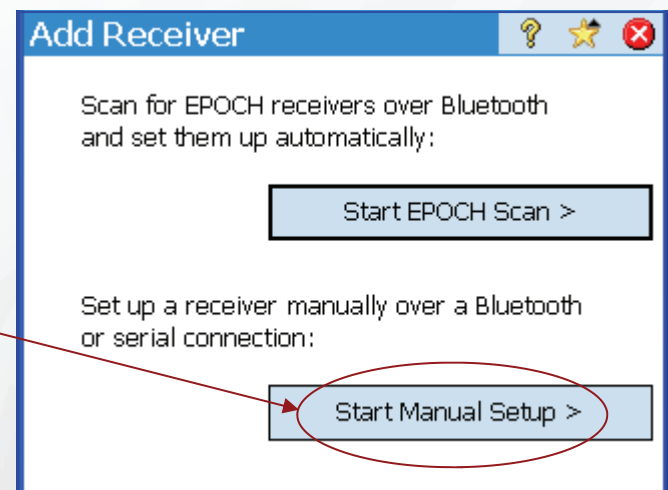 Add Receiver
Scan for EPOCH receivers over Bluetooth
and set them up automatically:
Start EPOCH Scan >
Set up a receiver manually over a Bluetooth
or serial connection:
Start Manual Setup >